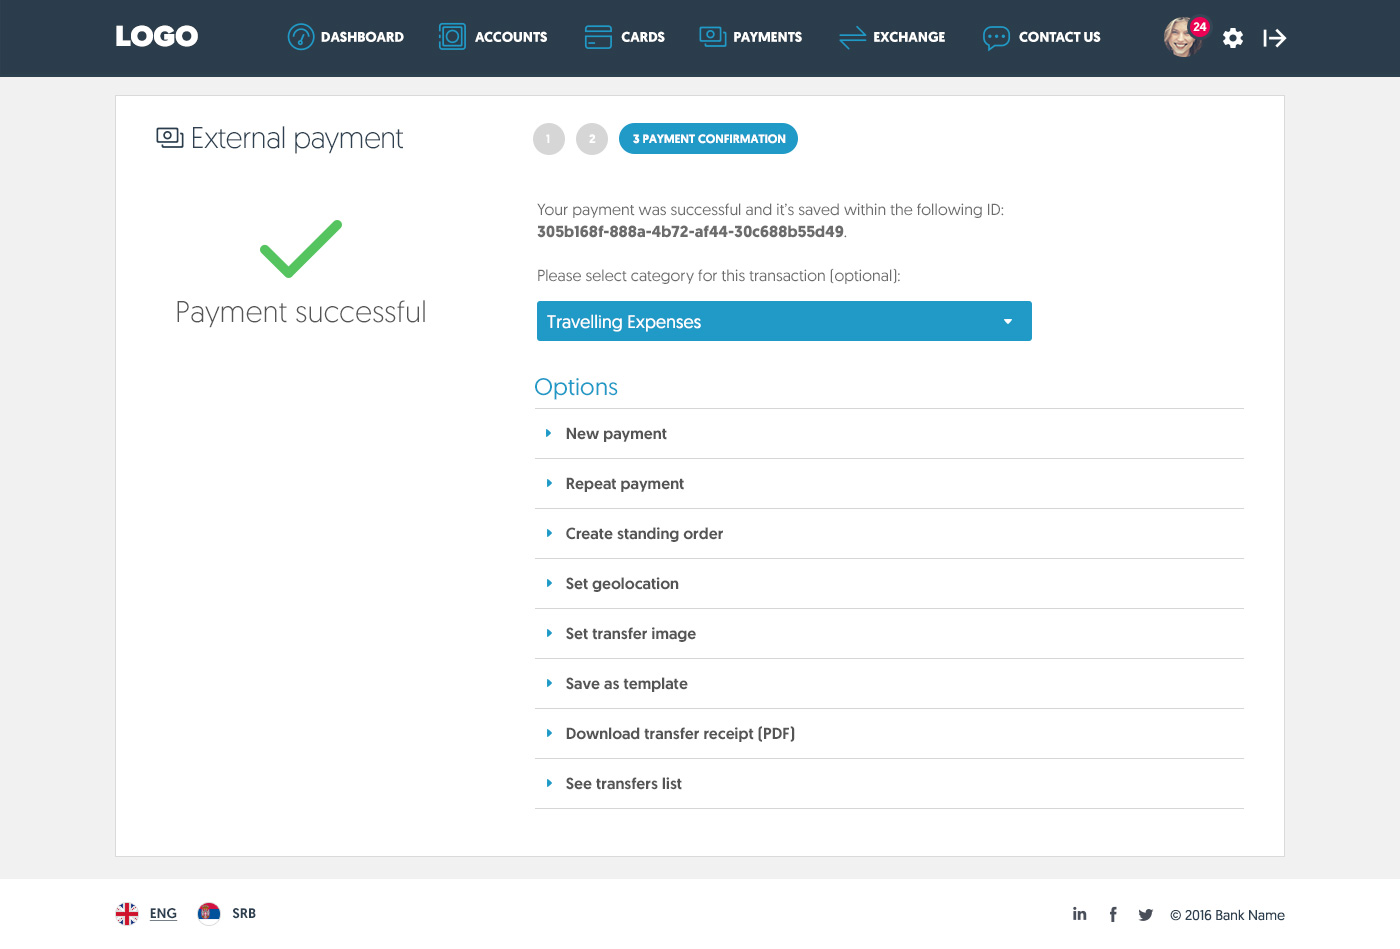 LOGO
DASHBOARD
ACCOUNTS
CARDS
PAYMENTS
EXCHANGE
CONTACT US
24
External payment
1
2
3 PAYMENT CONFIRMATION
Payment successful
Your payment was successful and it's saved within the following ID:
305b168f-888a-4b72-af44-30c688b55d49.
Please select category for this transaction (optional):
Travelling Expenses
Options
New payment
Repeat payment
Create standing order
Set geolocation
Set transfer image
Save as template
Download transfer receipt (PDF)
See transfers list
ENG
SRB
© 2016 Bank Name